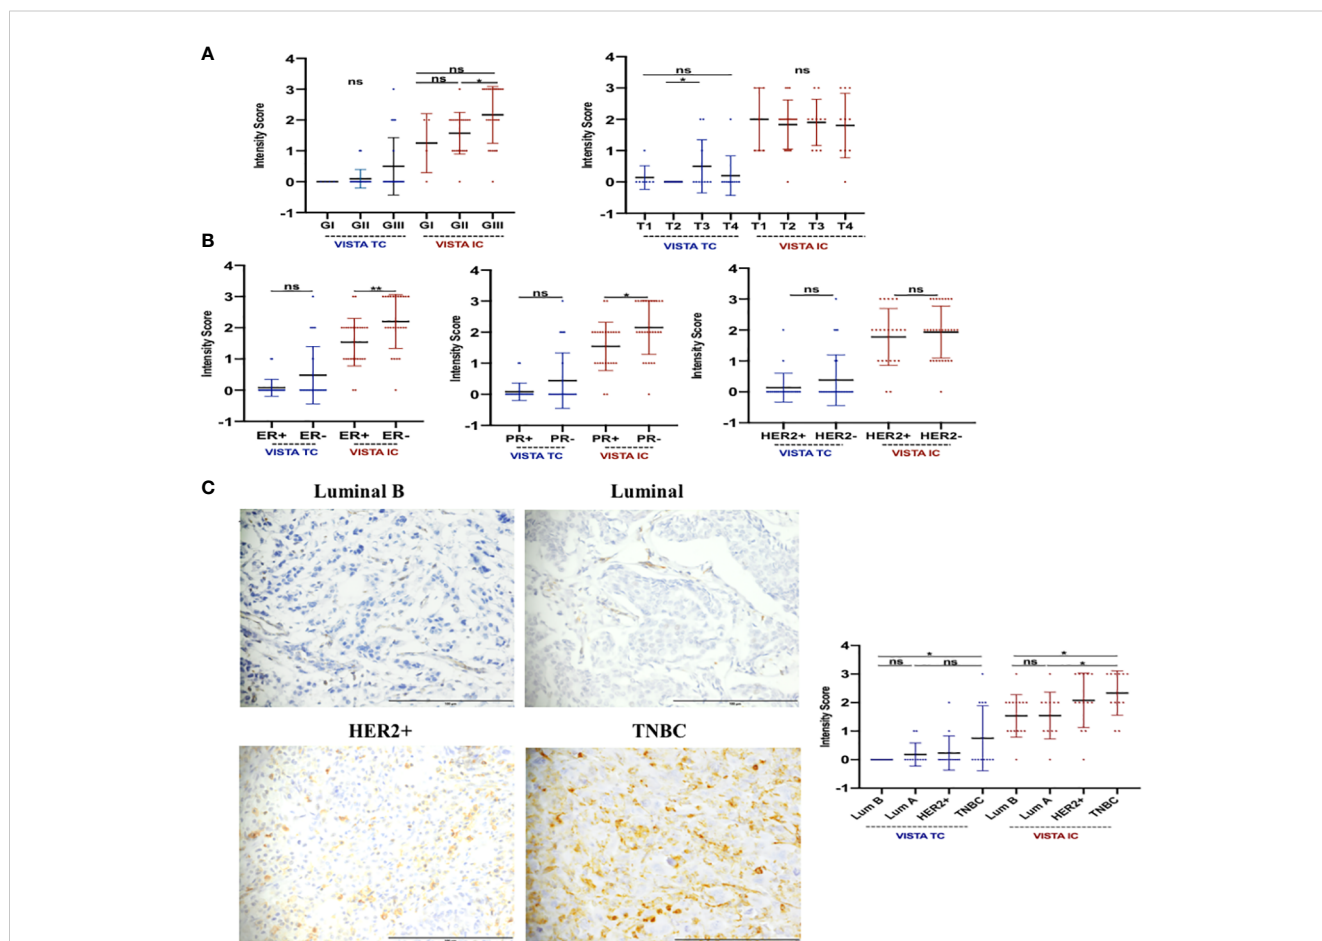 A
4
3
2
1
0
-1
Intensity Score
ns
ns
ns
*
GI GII GIII GI GII GIII
VISTA TC VISTA IC
4
3
2
1
0
-1
Intensity Score
ns
*
ns
T1 T2 T3 T4 T1 T2 T3 T4
VISTA TC VISTA IC
B
4
3
2
1
0
-1
Intensity Score
ns
**
ER+ ER- ER+ ER-
VISTA TC VISTA IC
4
3
2
1
0
-1
Intensity Score
ns
*
PR+ PR- PR+ PR-
VISTA TC VISTA IC
4
3
2
1
0
-1
Intensity Score
ns
ns
HER2+ HER2- HER2+ HER2-
VISTA TC VISTA IC
C
Luminal B
Luminal
HER2+
TNBC
4
3
2
1
0
-1
Intensity Score
*
ns
ns
*
ns
*
Lum B Lum A HER2+ TNBC Lum B Lum A HER2+ TNBC
VISTA TC VISTA IC